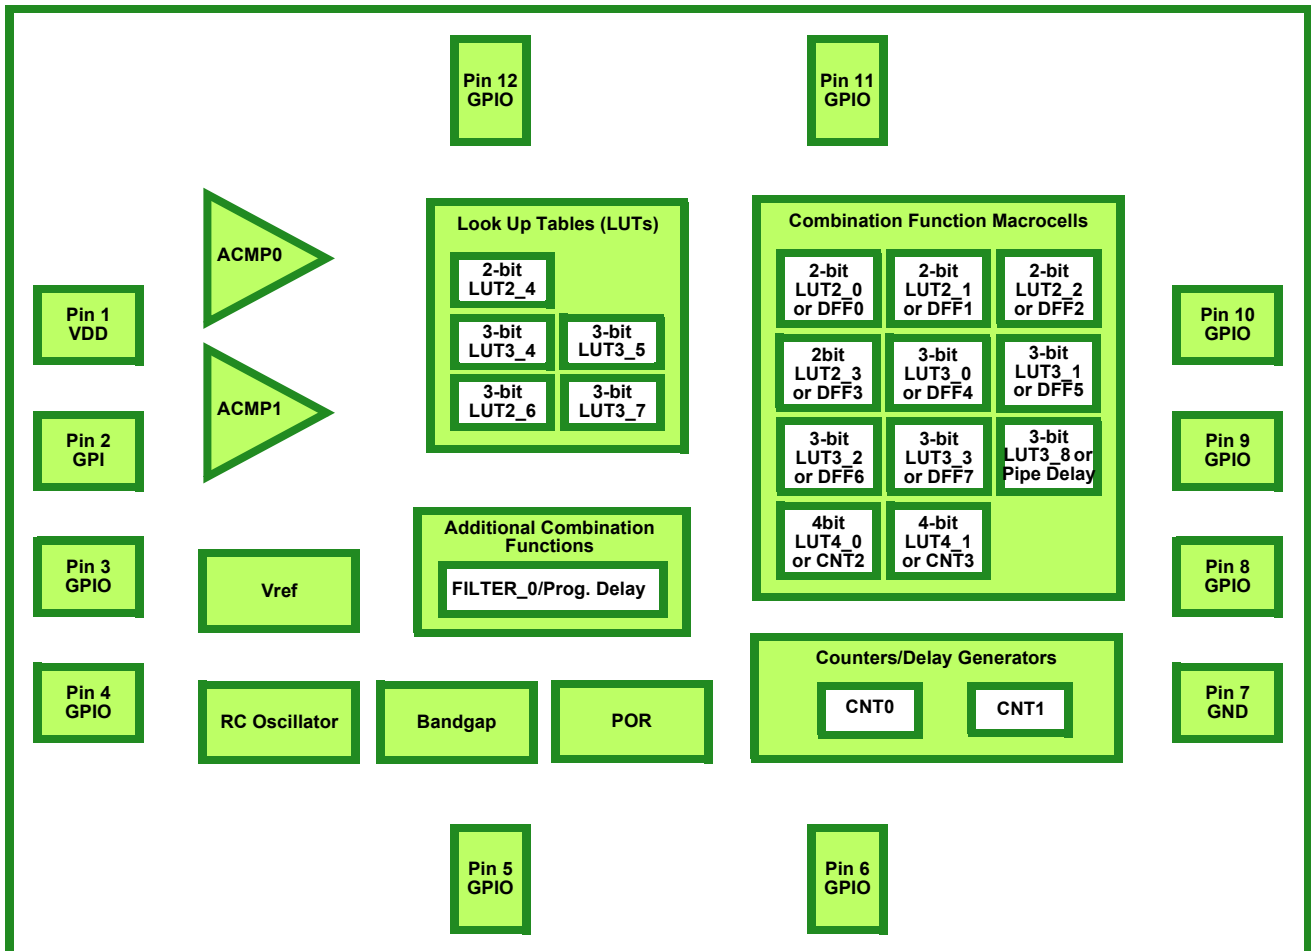 Pin 12
GPIO
Pin 11
GPIO
ACMP0
ACMP1
Pin 1
VDD
Pin 2
GPI
Pin 3
GPIO
Pin 4
GPIO
Look Up Tables (LUTs)
2-bit
LUT2_4
3-bit
LUT3_4
3-bit
LUT3_5
3-bit
LUT2_6
3-bit
LUT3_7
Combination Function Macrocells
2-bit
LUT2_0
or DFF0
2-bit
LUT2_1
or DFF1
2-bit
LUT2_2
or DFF2
2bit
LUT2_3
or DFF3
3-bit
LUT3_0
or DFF4
3-bit
LUT3_1
or DFF5
3-bit
LUT3_2
or DFF6
3-bit
LUT3_3
or DFF7
3-bit
LUT3_8 or
Pipe Delay
4bit
LUT4_0
or CNT2
4-bit
LUT4_1
or CNT3
Pin 10
GPIO
Pin 9
GPIO
Pin 8
GPIO
Pin 7
GND
Additional Combination
Functions
FILTER_0/Prog. Delay
Vref
RC Oscillator
Bandgap
POR
Counters/Delay Generators
CNT0
CNT1
Pin 5
GPIO
Pin 6
GPIO